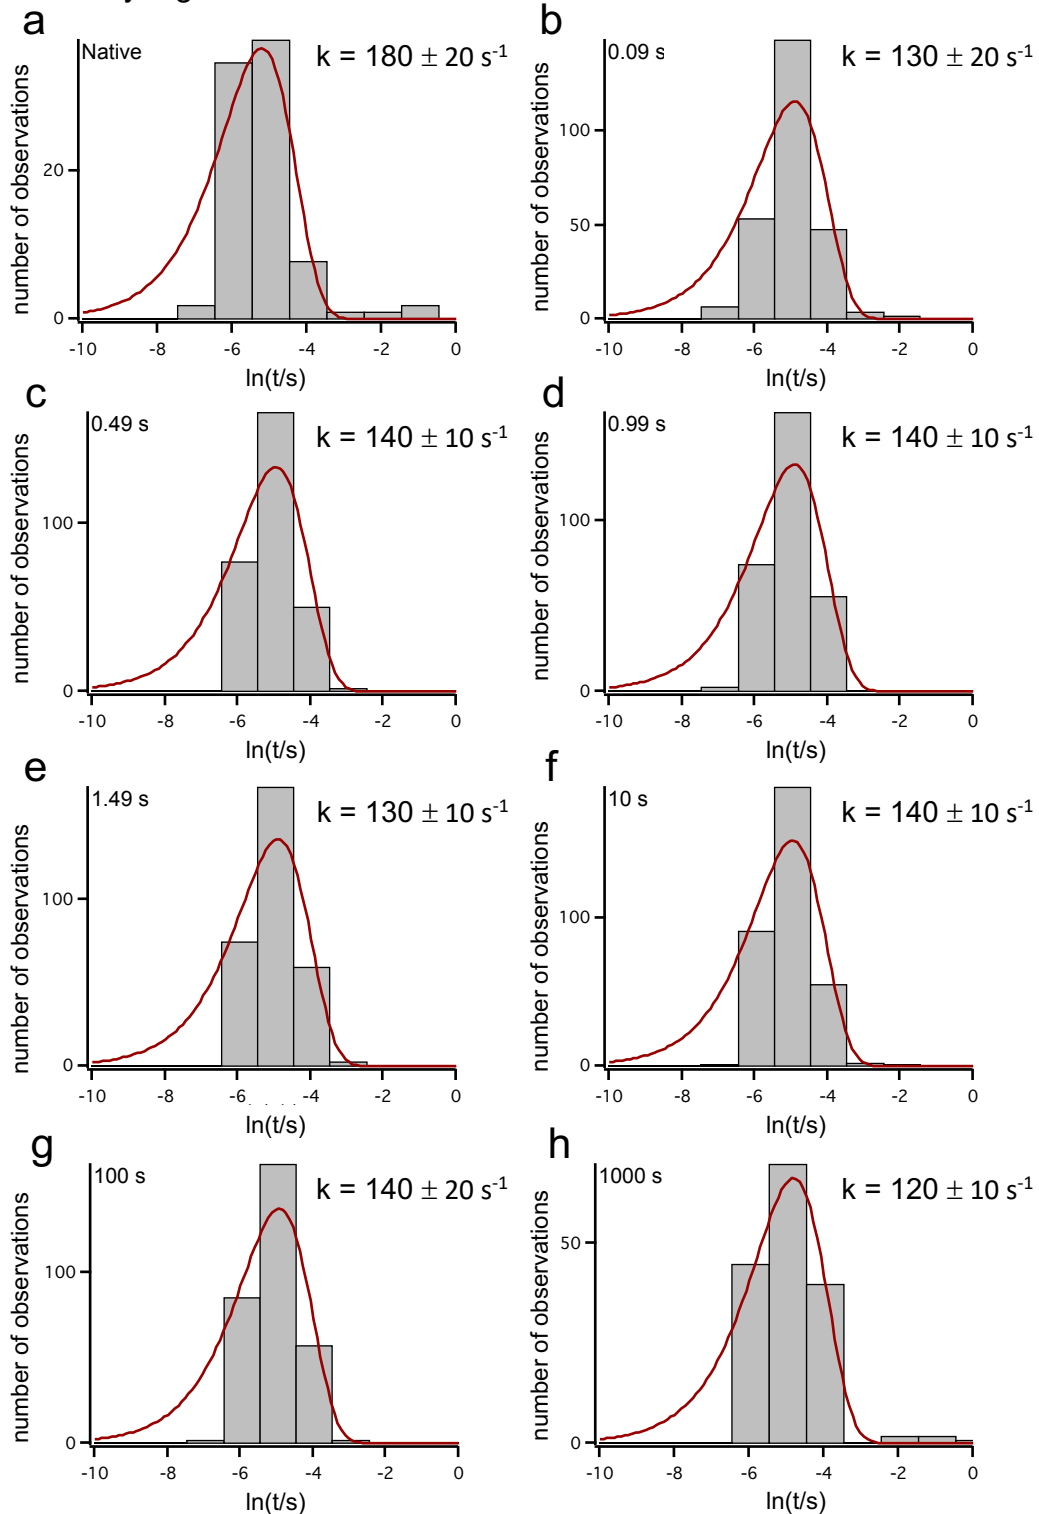 a
Native
k = 180 ± 20 s-1
number of observations
20
0
-10 -8 -6 -4 -2 0
ln(t/s)
b
0.09 s
k = 130 ± 20 s-1
number of observations
100
50
0
-10 -8 -6 -4 -2 0
ln(t/s)
c
0.49 s
k = 140 ± 10 s-1
number of observations
100
0
-10 -8 -6 -4 -2 0
ln(t/s)
d
0.99 s
k = 140 ± 10 s-1
number of observations
100
0
-10 -8 -6 -4 -2 0
ln(t/s)
e
1.49 s
k = 130 ± 10 s-1
number of observations
100
0
-10 -8 -6 -4 -2 0
ln(t/s)
f
10 s
k = 140 ± 10 s-1
number of observations
100
0
-10 -8 -6 -4 -2 0
ln(t/s)
g
100 s
k = 140 ± 20 s-1
number of observations
100
0
-10 -8 -6 -4 -2 0
ln(t/s)
h
1000 s
k = 120 ± 10 s-1
number of observations
50
0
-10 -8 -6 -4 -2 0
ln(t/s)